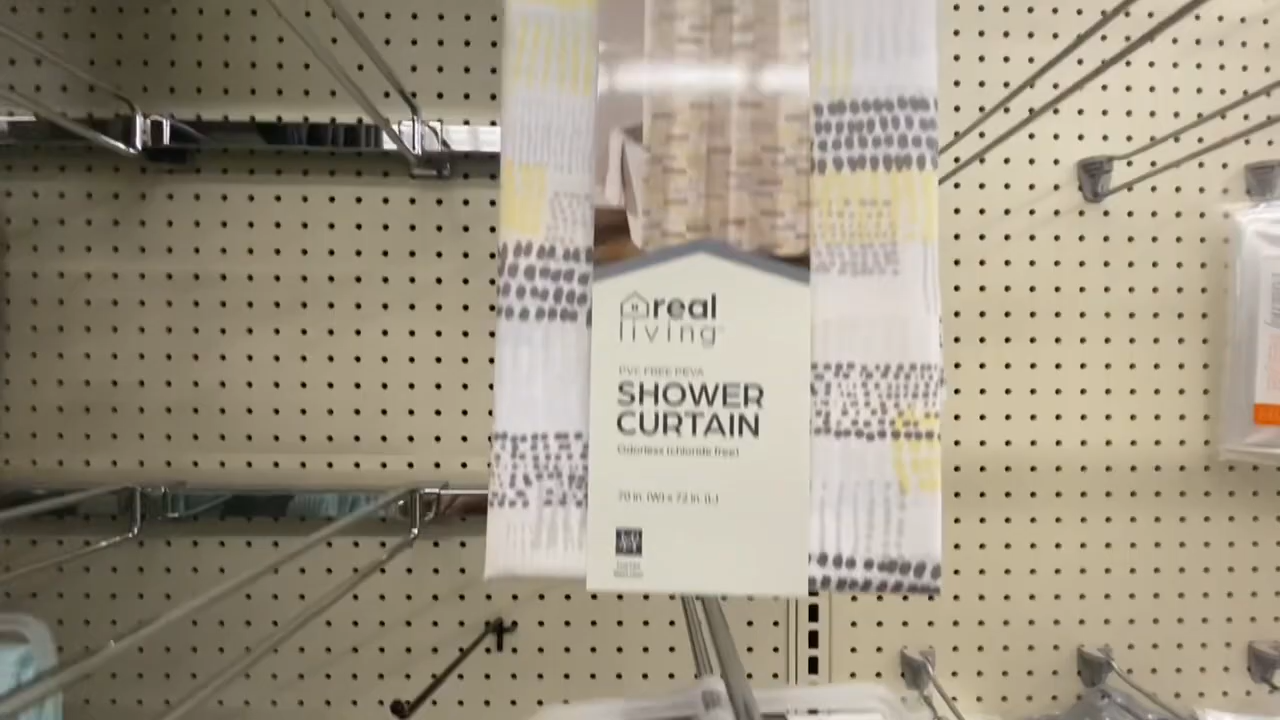 real
living
PVC FREE PEVA
SHOWER
CURTAIN
Odorless (chloride free)
70 in. (W) x 72 in. (L)